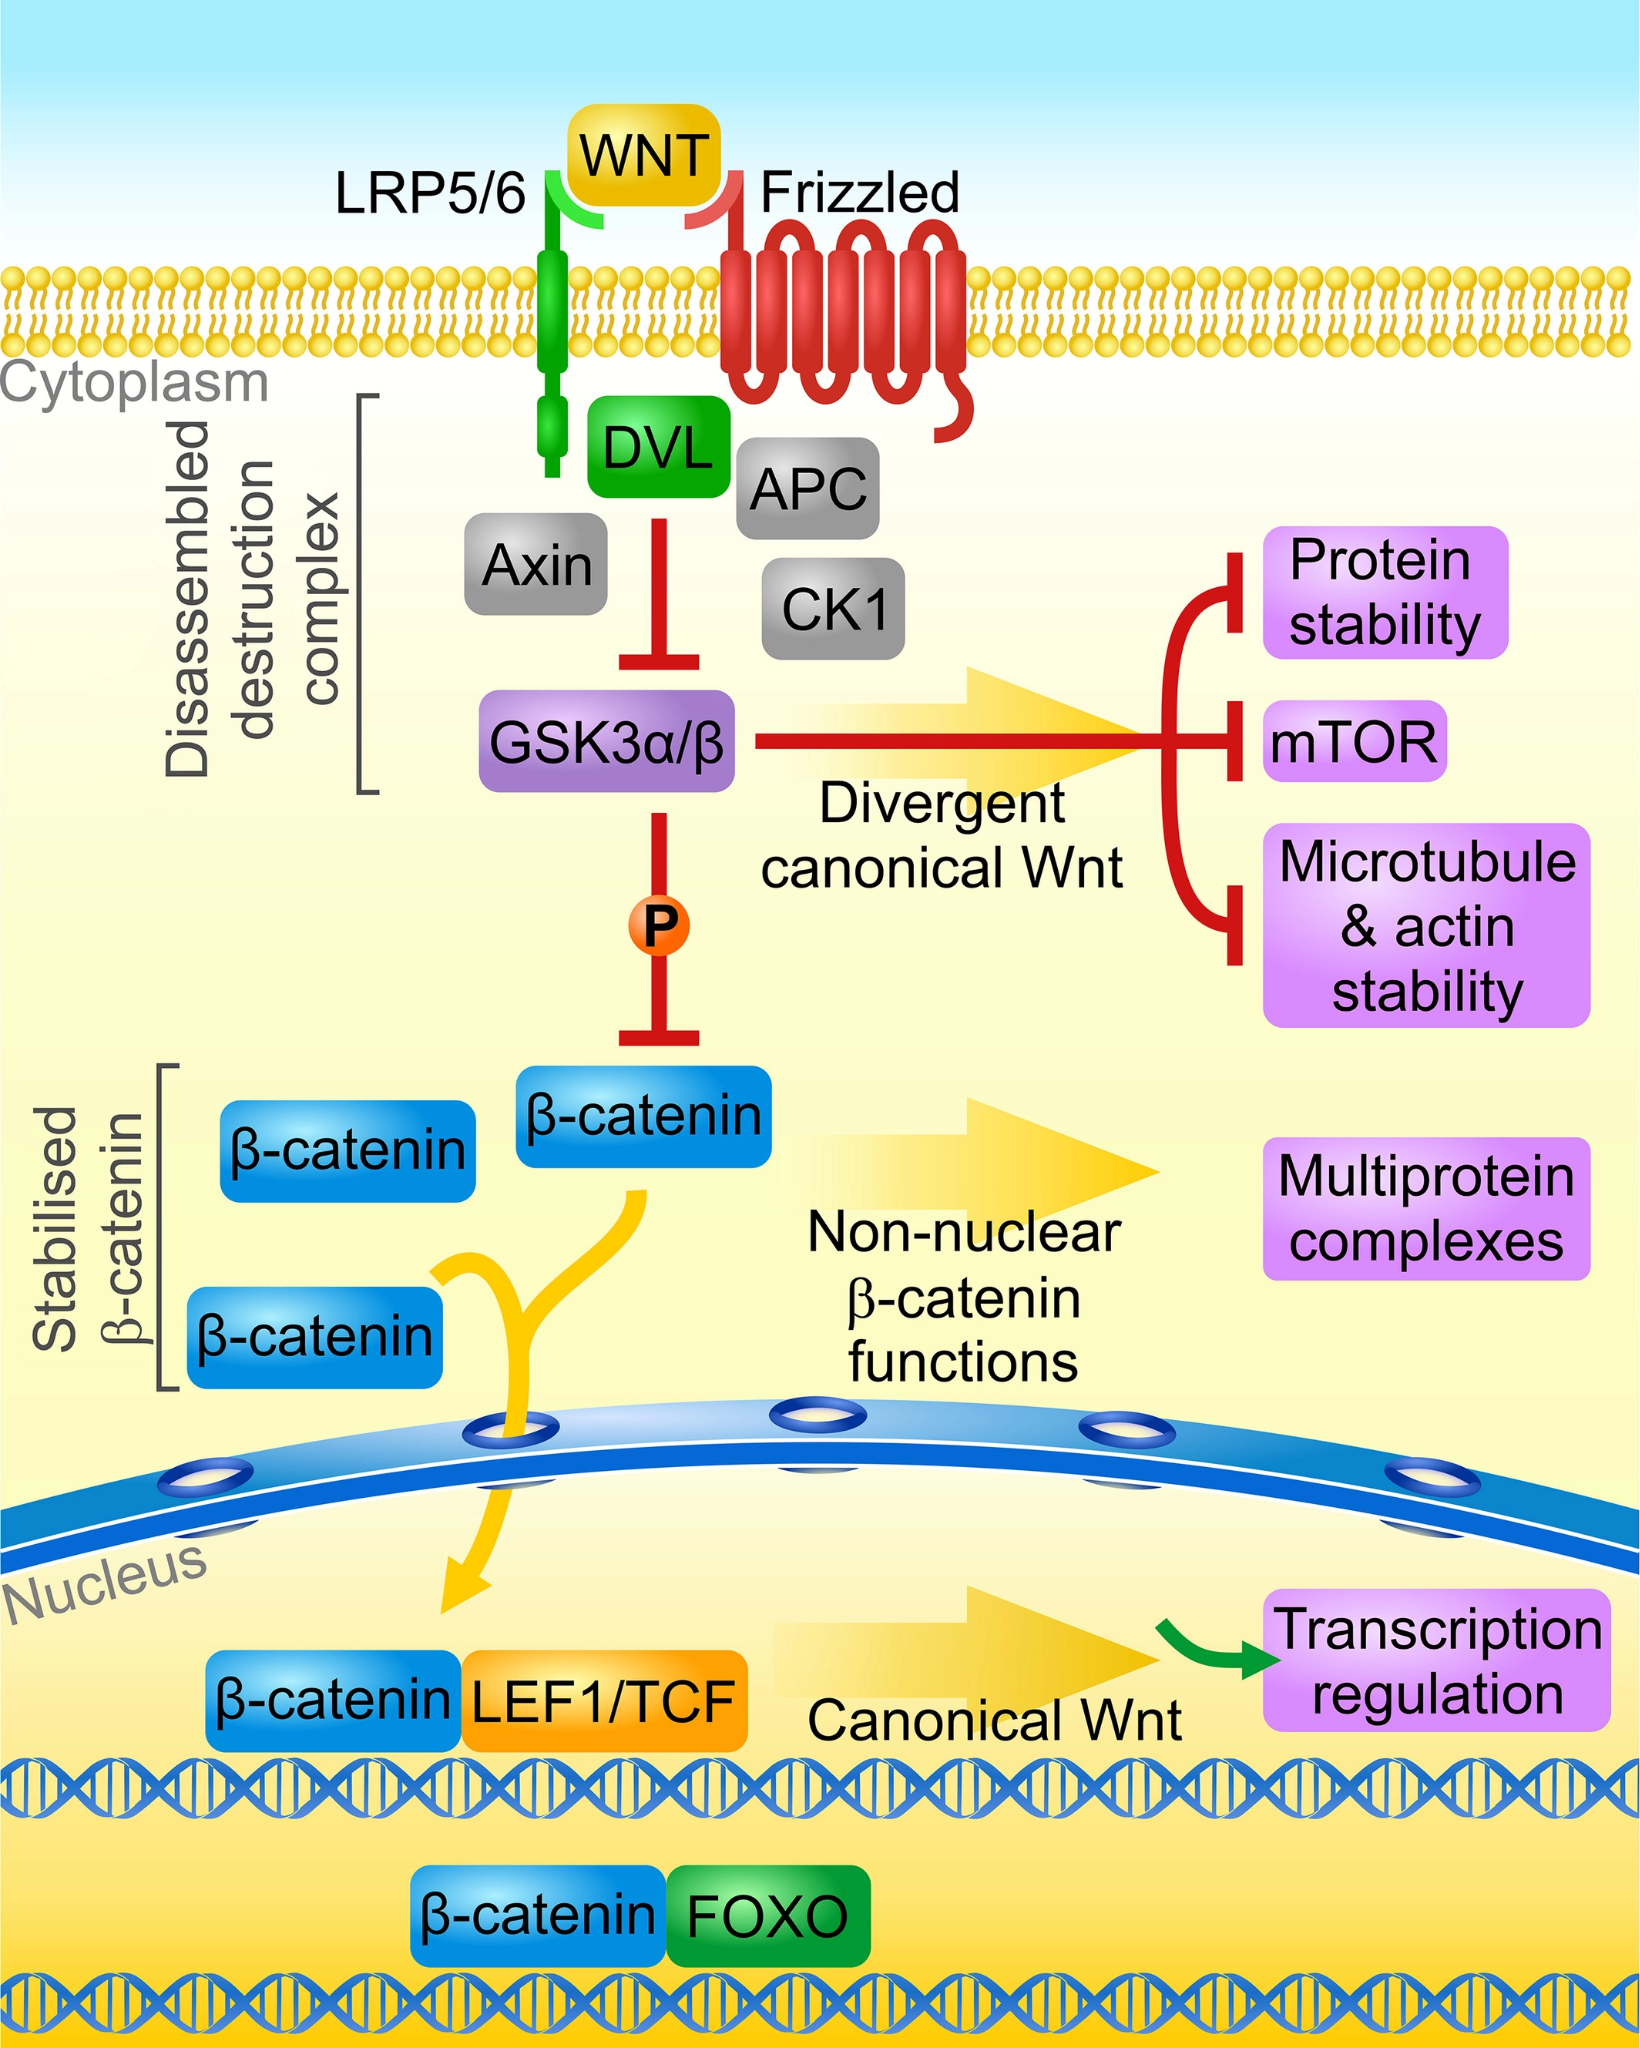 WNT
LRP5/6
Frizzled
Cytoplasm
Disassembled
destruction
complex
DVL
APC
Axin
CK1
GSK3α/β
Divergent
canonical Wnt
Protein
stability
mTOR
Microtubule
& actin
stability
P
Stabilised
β-catenin
β-catenin
β-catenin
β-catenin
Non-nuclear
β-catenin
functions
Multiprotein
complexes
Nucleus
β-catenin
LEF1/TCF
Canonical Wnt
Transcription
regulation
β-catenin
FOXO